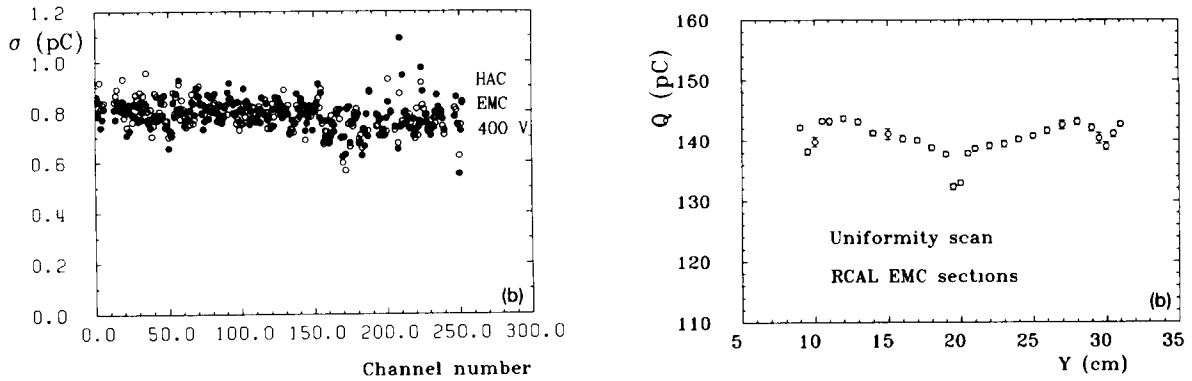 1.2
σ (pC)
1.0
0.8
0.6
0.4
0.2
0.0
HAC
EMC
400 V
(b)
0.0 50.0 100.0 150.0 200.0 250.0 300.0
Channel number
160
150
140
130
120
110
Q (pC)
Uniformity scan
RCAL EMC sections
(b)
5 10 15 20 25 30 35
Y (cm)